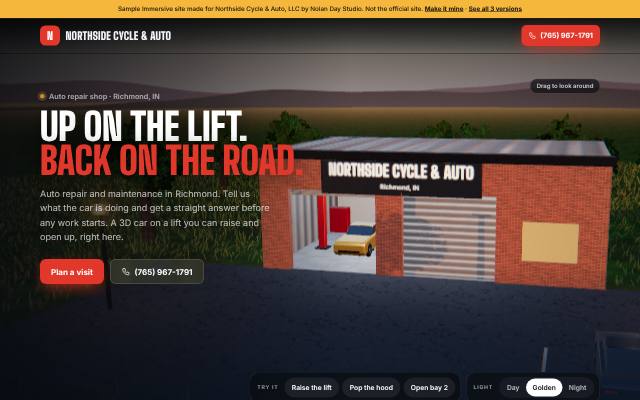 Sample Immersive site made for Northside Cycle & Auto, LLC by Nolan Day Studio. Not the official site. Make it mine · See all 3 versions
N NORTHSIDE CYCLE & AUTO
(765) 967-1791
Drag to look around
Auto repair shop · Richmond, IN
UP ON THE LIFT.
BACK ON THE ROAD.
Auto repair and maintenance in Richmond. Tell us
what the car is doing and get a straight answer before
any work starts. A 3D car on a lift you can raise and
open up, right here.
Plan a visit
(765) 967-1791
NORTHSIDE CYCLE & AUTO
Richmond, IN
TRY IT Raise the lift Pop the hood Open bay 2
LIGHT Day Golden Night